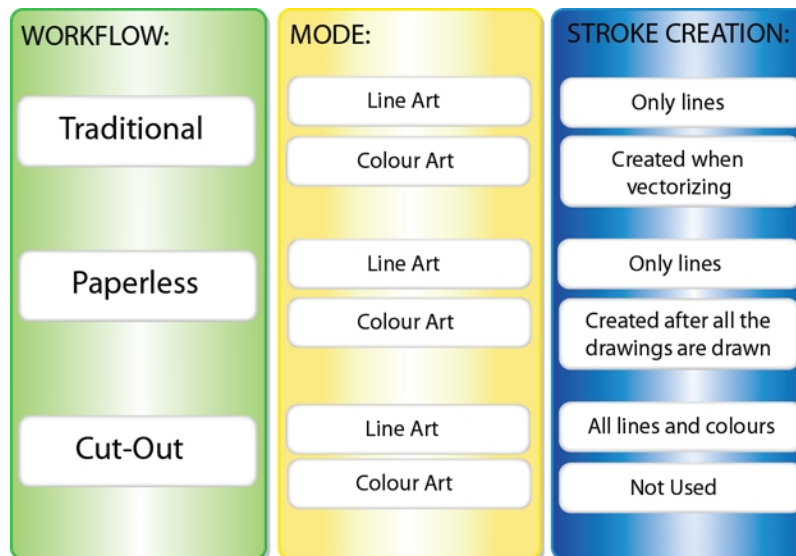 WORKFLOW:
MODE:
STROKE CREATION:
Traditional
Line Art
Only lines
Colour Art
Created when
vectorizing
Paperless
Line Art
Only lines
Colour Art
Created after all the
drawings are drawn
Cut-Out
Line Art
All lines and colours
Colour Art
Not Used